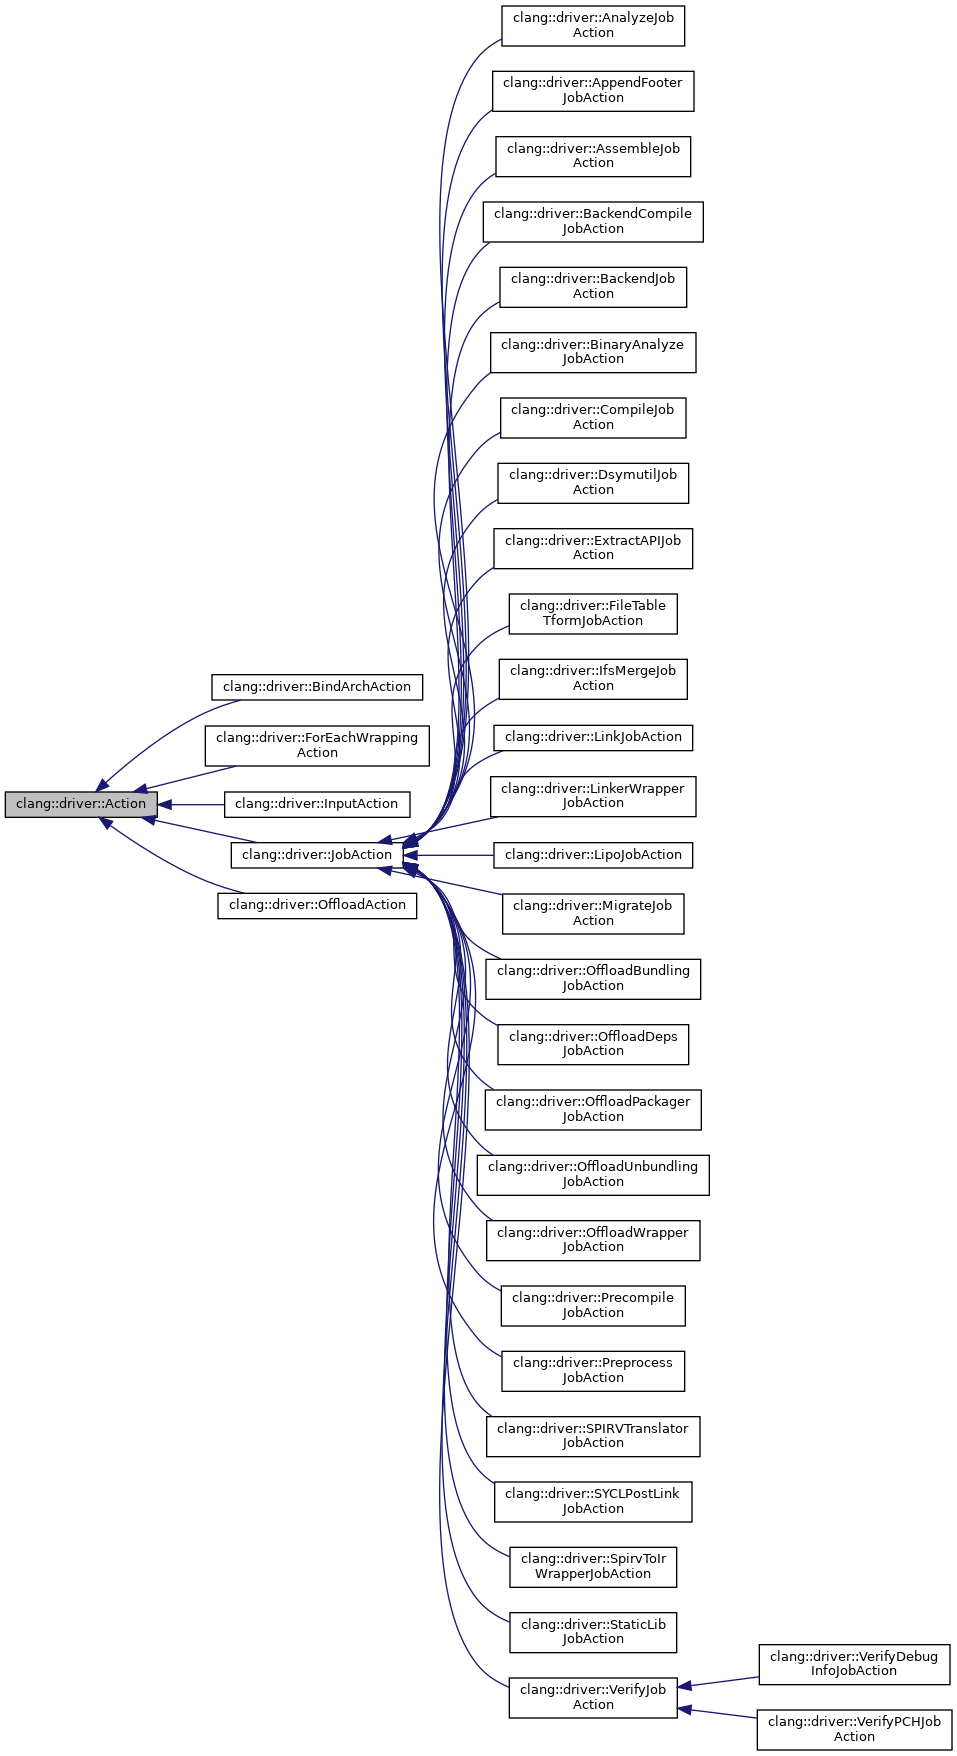 clang::driver::Action
clang::driver::BindArchAction
clang::driver::ForEachWrapping
Action
clang::driver::InputAction
clang::driver::JobAction
clang::driver::OffloadAction
clang::driver::AnalyzeJob
Action
clang::driver::AppendFooter
JobAction
clang::driver::AssembleJob
Action
clang::driver::BackendCompile
JobAction
clang::driver::BackendJob
Action
clang::driver::BinaryAnalyze
JobAction
clang::driver::CompileJob
Action
clang::driver::DsymutilJob
Action
clang::driver::ExtractAPIJob
Action
clang::driver::FileTable
TformJobAction
clang::driver::IfsMergeJob
Action
clang::driver::LinkJobAction
clang::driver::LinkerWrapper
JobAction
clang::driver::LipoJobAction
clang::driver::MigrateJob
Action
clang::driver::OffloadBundling
JobAction
clang::driver::OffloadDeps
JobAction
clang::driver::OffloadPackager
JobAction
clang::driver::OffloadUnbundling
JobAction
clang::driver::OffloadWrapper
JobAction
clang::driver::Precompile
JobAction
clang::driver::Preprocess
JobAction
clang::driver::SPIRVTranslator
JobAction
clang::driver::SYCLPostLink
JobAction
clang::driver::SpirvToIr
WrapperJobAction
clang::driver::StaticLib
JobAction
clang::driver::VerifyJob
Action
clang::driver::VerifyDebug
InfoJobAction
clang::driver::VerifyPCHJob
Action